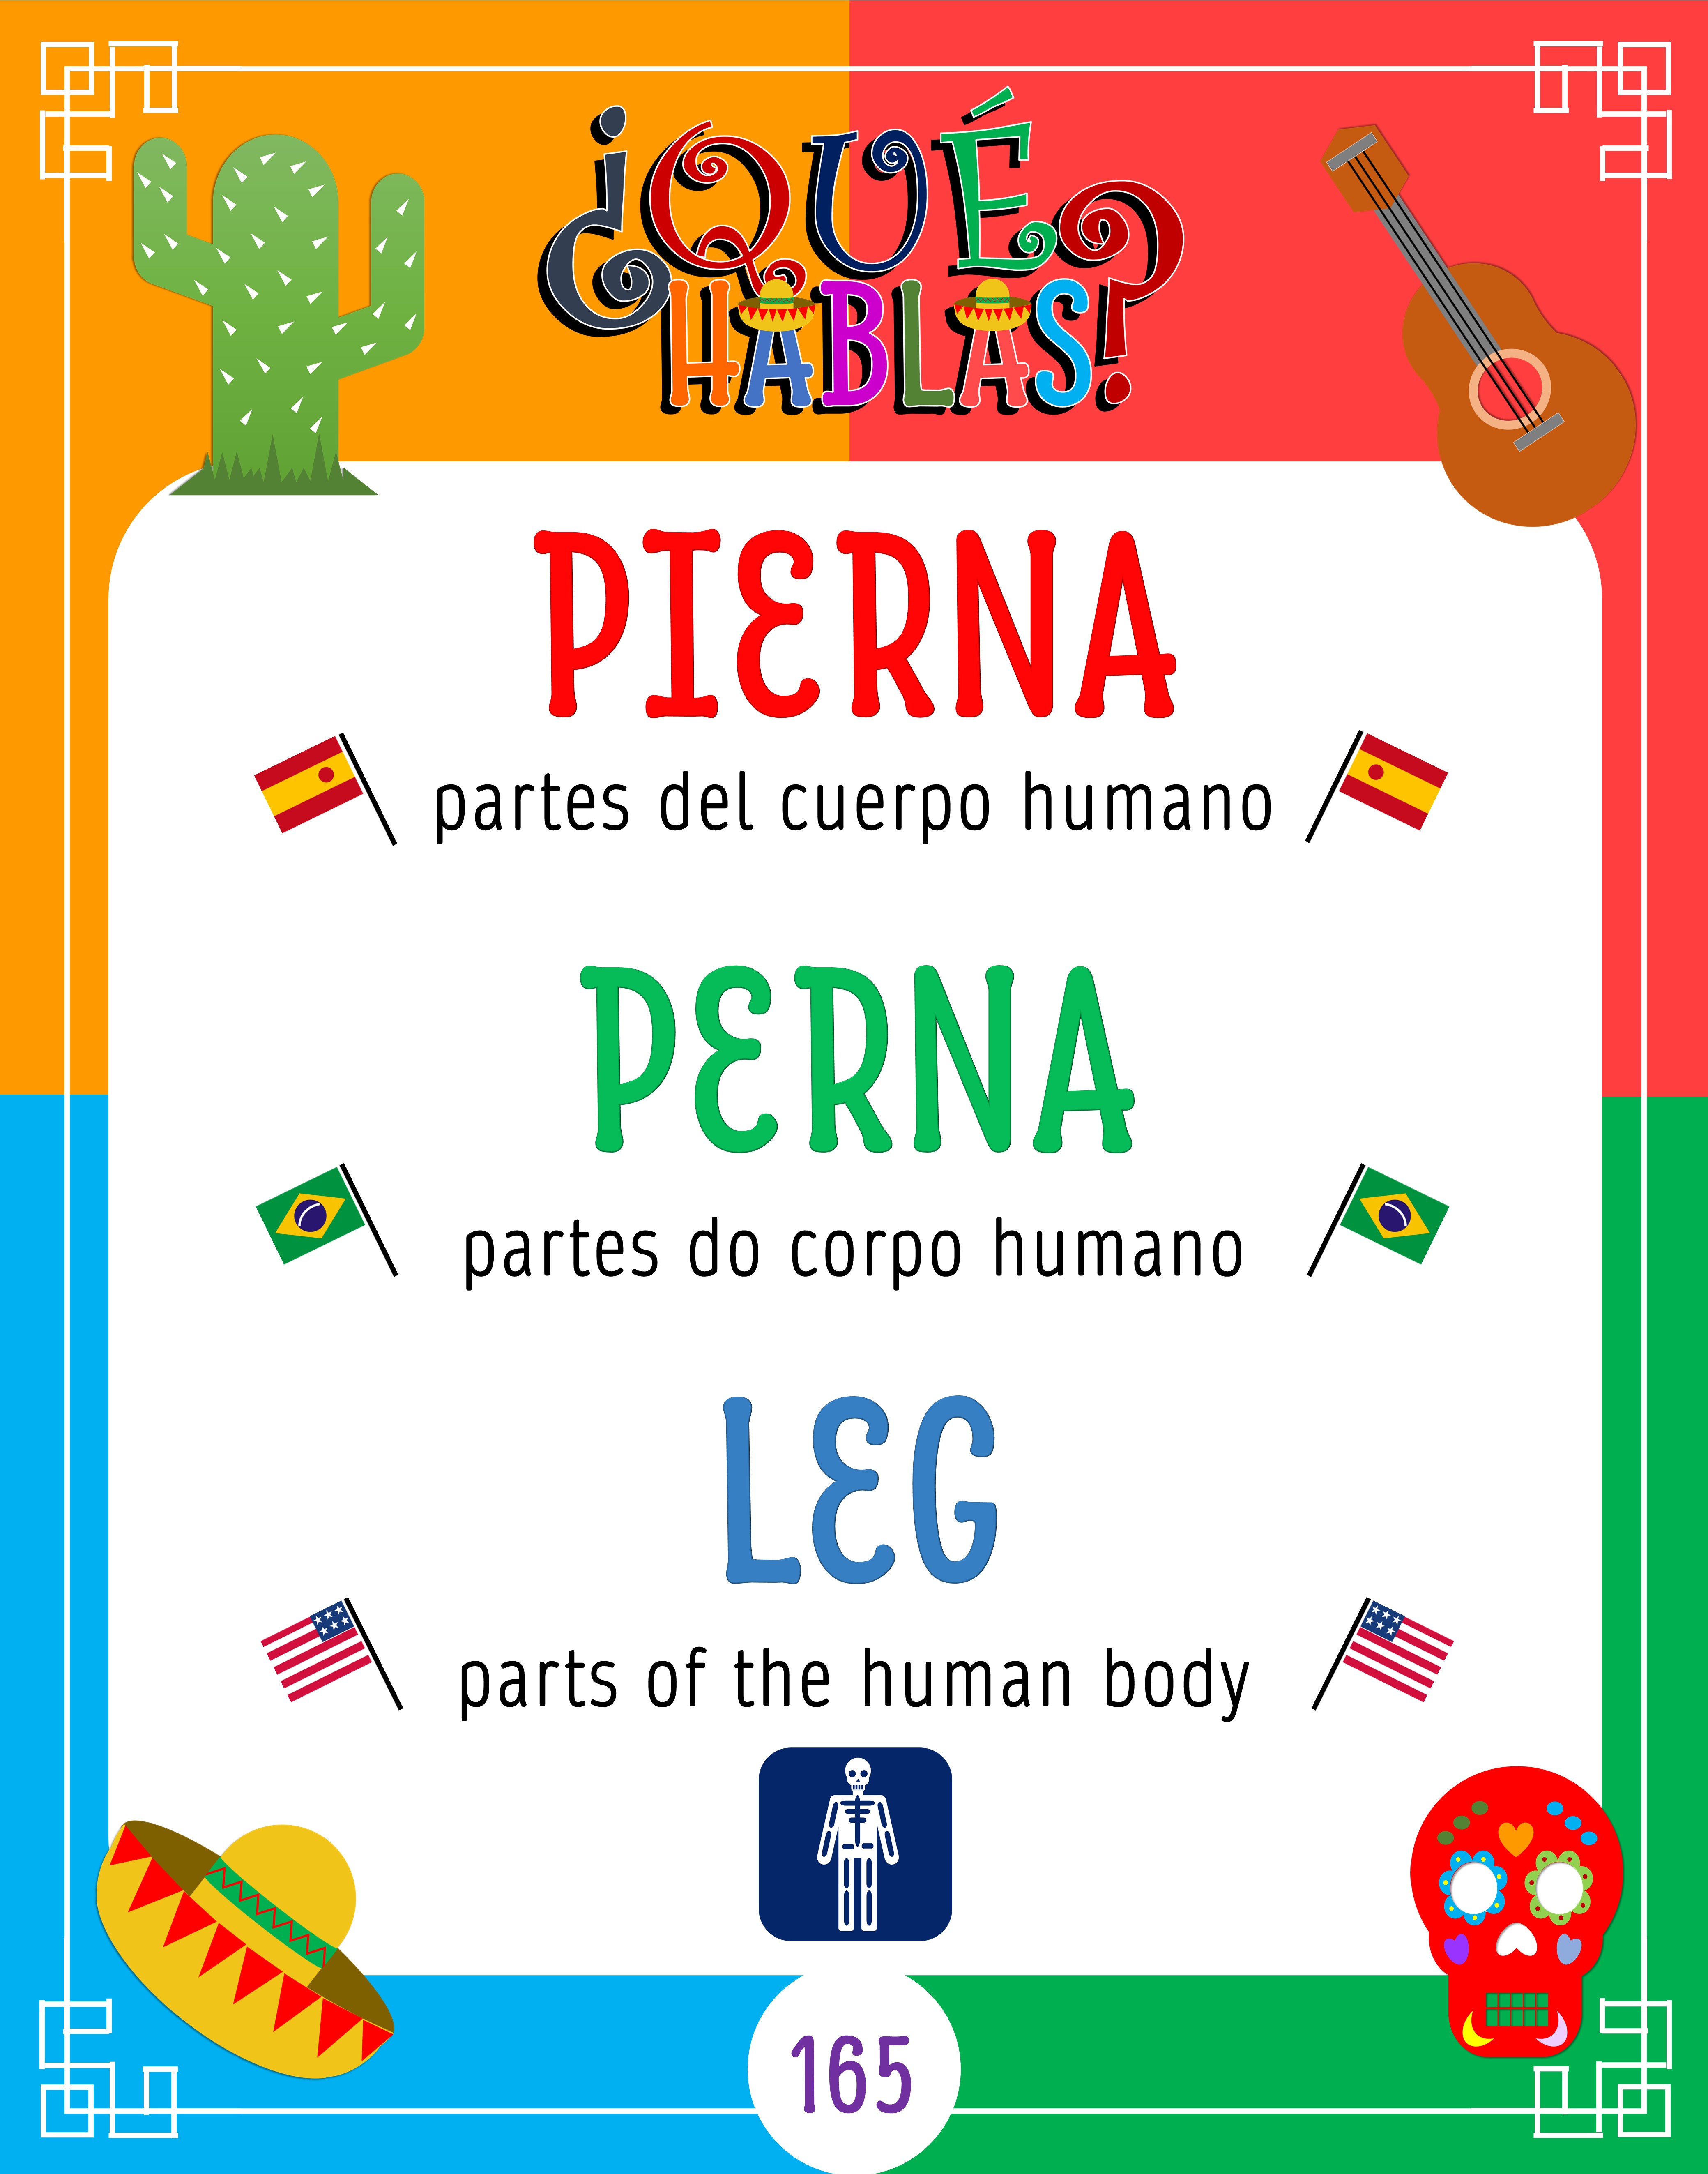 ¿QUÉ?
HABLAS!
PIERNA
partes del cuerpo humano
PERNA
partes do corpo humano
LEG
parts of the human body
165